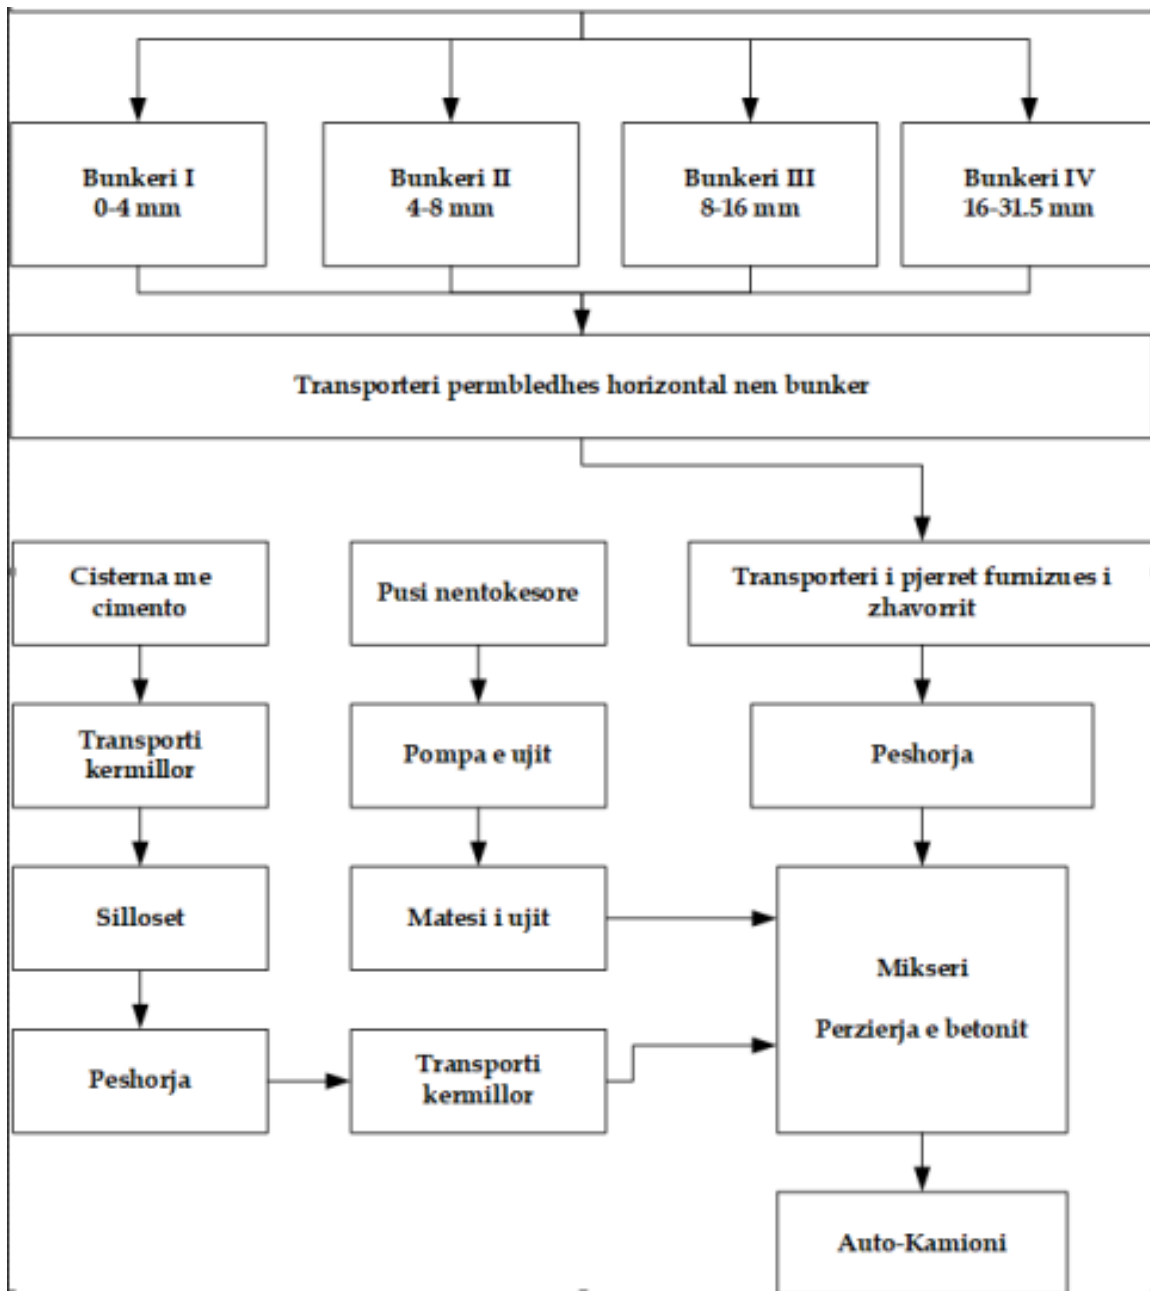 Bunkeri I
0-4 mm
Bunkeri II
4-8 mm
Bunkeri III
8-16 mm
Bunkeri IV
16-31.5 mm
Transporteri permbledhes horizontal nen bunker
Cisterna me
cimento
Pusi nentokesore
Transporteri i pjerret furnizues i
zhavorrit
Transporti
kermillor
Pompa e ujit
Peshorja
Silloset
Matesi i ujit
Mikseri
Perzierja e betonit
Peshorja
Transporti
kermillor
Auto-Kamioni